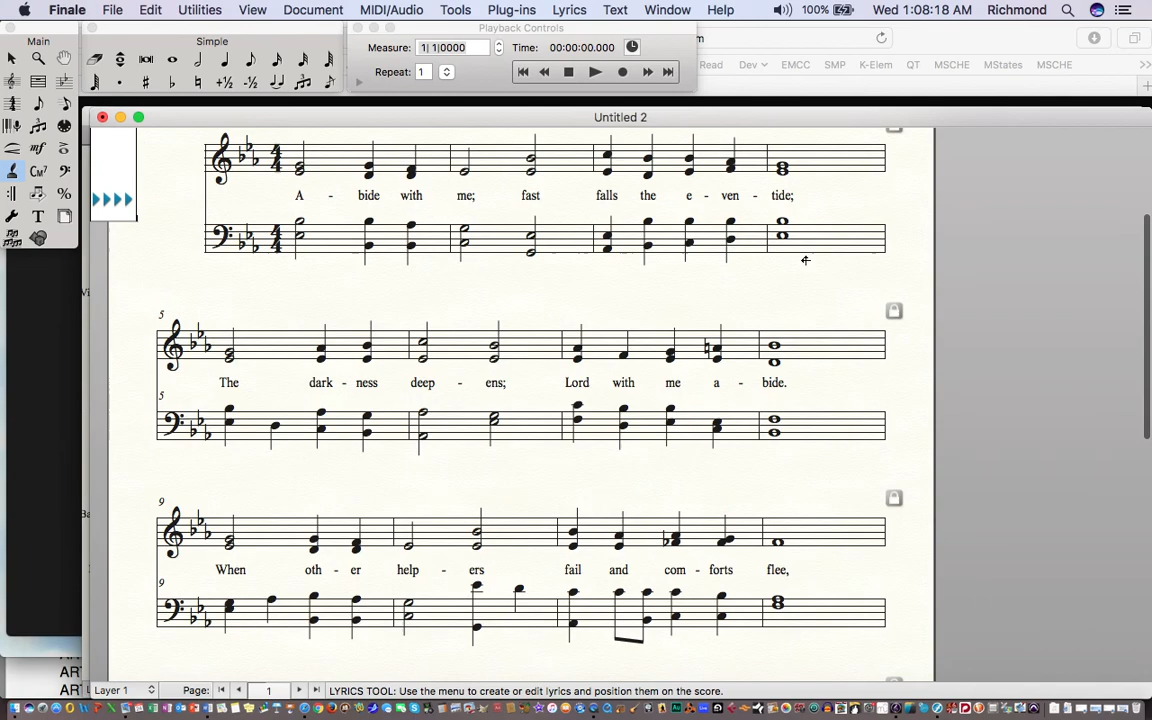 Finale File Edit Utilities View Document MIDI/Audio Tools Plug-ins Lyrics Text Window Help 100% Wed 1:08:18 AM Richmond
Main
Simple
Playback Controls
Measure: 1| 1|0000 Time: 00:00:00.000
Repeat: 1
Read Dev EMCC SMP K-Learn QT MSCHE MStates MSCHE
Untitled 2
A - bide with me; fast falls the e - ven - tide;
5
The dark - ness deep - ens; Lord with me a - bide.
5
9
When oth - er help - ers fail and com - forts flee,
9
AR
AR
Layer 1 Page: 1 LYRICS TOOL: Use the menu to create or edit lyrics and position them on the score.